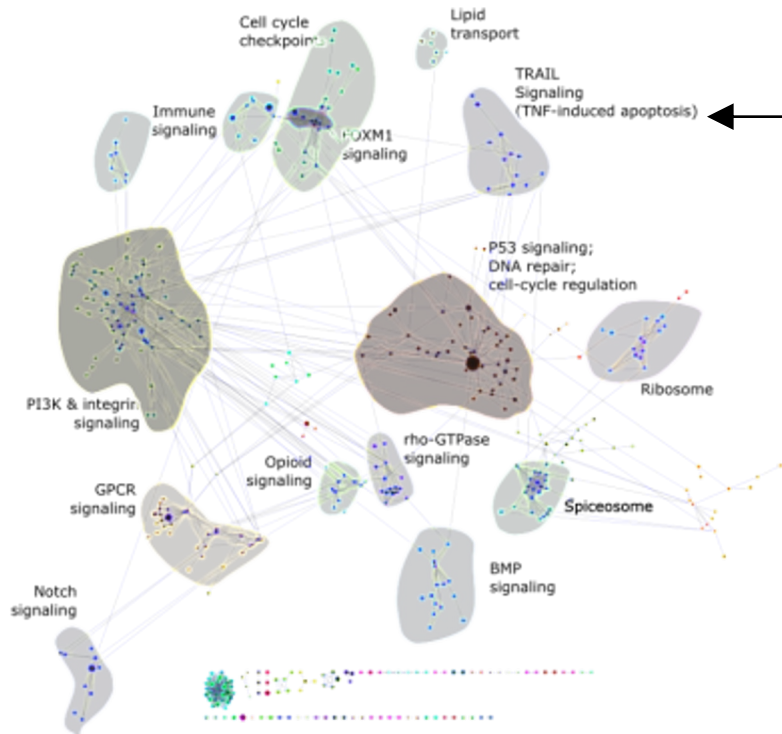 Cell cycle
checkpoint
Lipid
transport
TRAIL
Signaling
(TNF-induced apoptosis)
Immune
signaling
FOXM1
signaling
P53 signaling;
DNA repair;
cell-cycle regulation
Ribosome
PI3K & integrin
signaling
rho-GTPase
signaling
Opioid
signaling
GPCR
signaling
Spiceosome
BMP
signaling
Notch
signaling